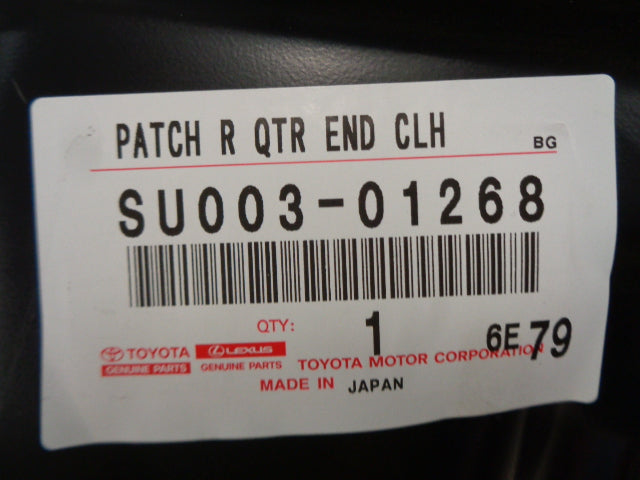 PATCH R QTR END CLH
BG
SU003-01268
QTY: 1
6E79
TOYOTA LEXUS
GENUINE PARTS GENUINE PARTS TOYOTA MOTOR CORPORATION
MADE IN JAPAN